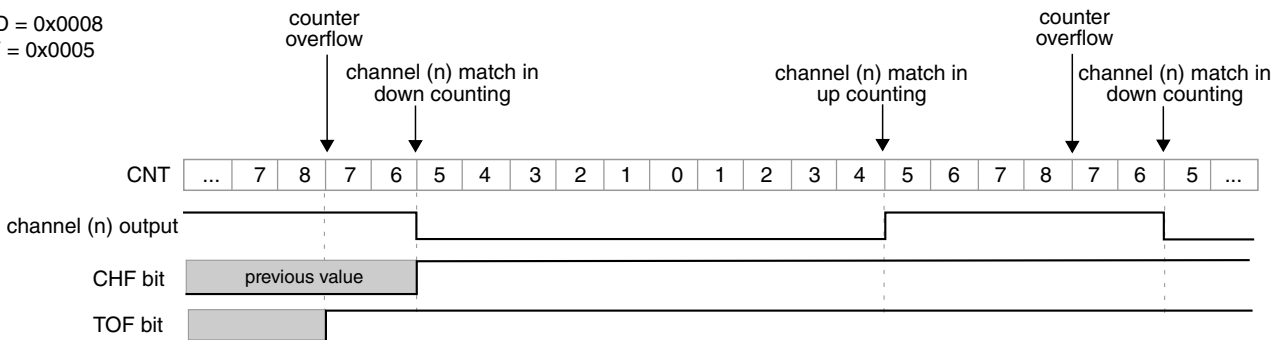 = 0x0008
= 0x0005
counter
overflow
counter
overflow
channel (n) match in
down counting
channel (n) match in
up counting
channel (n) match in
down counting
CNT ... 7 8 7 6 5 4 3 2 1 0 1 2 3 4 5 6 7 8 7 6 5 ...
channel (n) output
CHF bit previous value
TOF bit